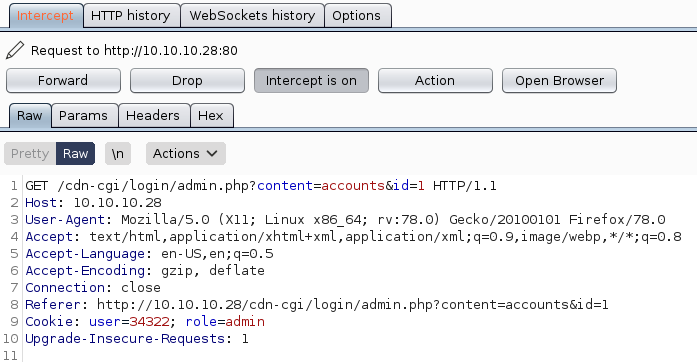 Intercept HTTP history WebSockets history Options
Request to http://10.10.10.28:80
Forward Drop Intercept is on Action Open Browser
Raw Params Headers Hex
Pretty Raw \n Actions
1 GET /cdn-cgi/login/admin.php?content=accounts&id=1 HTTP/1.1
2 Host: 10.10.10.28
3 User-Agent: Mozilla/5.0 (X11; Linux x86_64; rv:78.0) Gecko/20100101 Firefox/78.0
4 Accept: text/html,application/xhtml+xml,application/xml;q=0.9,image/webp,*/*;q=0.8
5 Accept-Language: en-US,en;q=0.5
6 Accept-Encoding: gzip, deflate
7 Connection: close
8 Referer: http://10.10.10.28/cdn-cgi/login/admin.php?content=accounts&id=1
9 Cookie: user=34322; role=admin
10 Upgrade-Insecure-Requests: 1
11